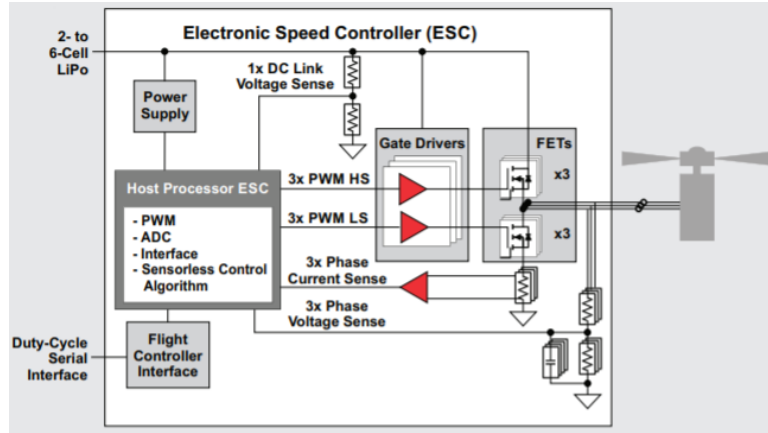 Electronic Speed Controller (ESC)
2- to
6-Cell
LiPo
1x DC Link
Voltage Sense
Power
Supply
Gate Drivers
FETs
Host Processor ESC
- PWM
- ADC
- Interface
- Sensorless Control
Algorithm
3x PWM HS
x3
3x PWM LS
x3
3x Phase
Current Sense
3x Phase
Voltage Sense
Duty-Cycle
Serial
Interface
Flight
Controller
Interface